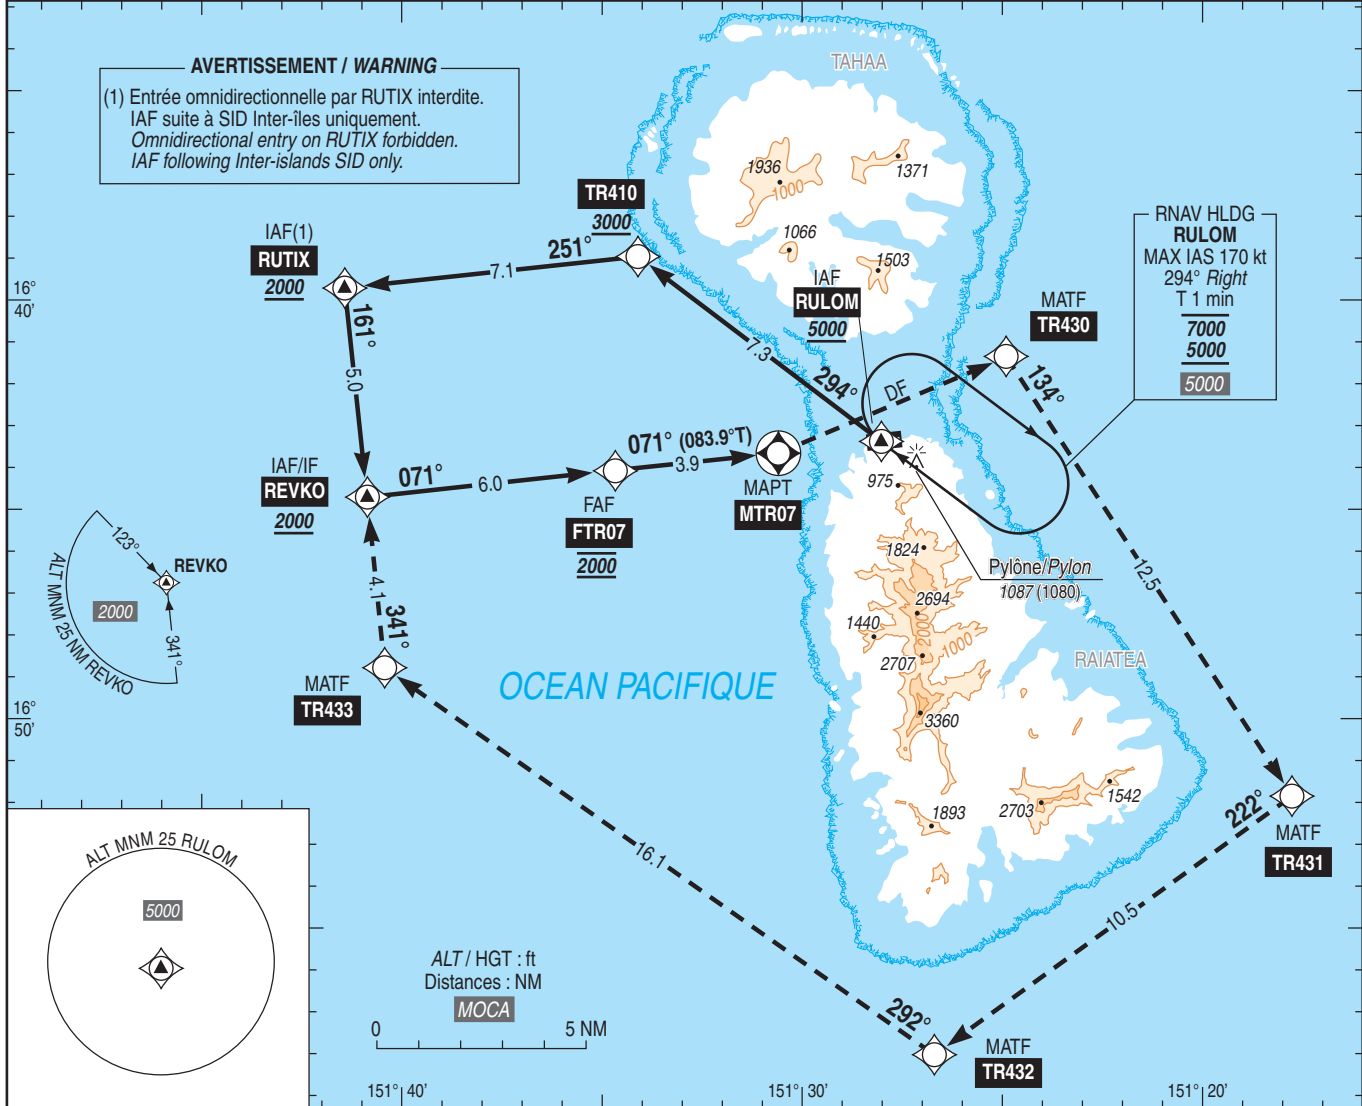 AVERTISSEMENT / WARNING
(1) Entrée omnidirectionnelle par RUTIX interdite.
IAF suite à SID Inter-îles uniquement.
Omnidirectional entry on RUTIX forbidden.
IAF following Inter-islands SID only.
TAHAA
1936
1000
1371
1066
1503
TR410
3000
251°
7.1
IAF(1)
RUTIX
2000
161°
5.0
16°
40'
IAF
RULOM
5000
7.3
294°
MATF
TR430
DF
134°
RNAV HLDG
RULOM
MAX IAS 170 kt
294° Right
T 1 min
7000
5000
5000
IAF/IF
REVKO
2000
071°
6.0
071° (083.9°T)
3.9
FAF
FTR07
2000
MAPT
MTR07
975
1824
Pylône/Pylon
1087 (1080)
12.5
123°
REVKO
2000
341°
ALT MNM 25 NM REVKO
4.1
341°
MATF
TR433
16°
50'
OCEAN PACIFIQUE
2694
2000
1440
1000
2707
3360
RAIATEA
1893
2703
1542
222°
MATF
TR431
ALT MNM 25 RULOM
5000
16.1
10.5
ALT / HGT : ft
Distances : NM
MOCA
0 5 NM
292°
MATF
TR432
151° 40'
151° 30'
151° 20'